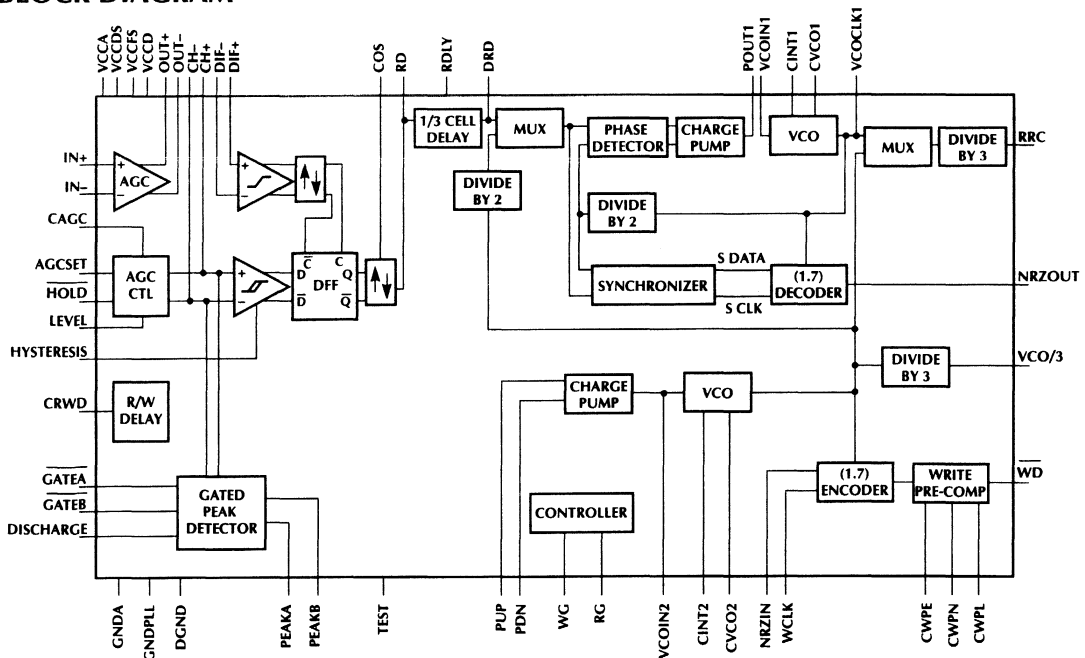 BLOCK DIAGRAM
VCCA
VCCDS
VCCFS
VCCD
OUT+
OUT–
CH–
CH+
DIF–
DIF+
COS
RD
RDLY
DRD
POUT1
VCOIN1
CINT1
CVCO1
VCOCLK1
IN+
IN–
CAGC
AGCSET
HOLD
LEVEL
HYSTERESIS
CRWD
GATEA
GATEB
DISCHARGE
+
AGC
–
+
–
AGC
CTL
+
–
C
C
D
Q
DFF
D
Q
R/W
DELAY
GATED
PEAK
DETECTOR
1/3 CELL
DELAY
MUX
PHASE
DETECTOR
CHARGE
PUMP
VCO
MUX
DIVIDE
BY 3
RRC
DIVIDE
BY 2
DIVIDE
BY 2
SYNCHRONIZER
S DATA
S CLK
(1.7)
DECODER
NRZOUT
DIVIDE
BY 3
VCO/3
CHARGE
PUMP
VCO
(1.7)
ENCODER
WRITE
PRE-COMP
WD
CONTROLLER
GNDA
GNDPLL
DGND
PEAKA
PEAKB
TEST
PUP
PDN
WG
RG
VCOIN2
CINT2
CVCO2
NRZIN
WCLK
CWPE
CWPN
CWPL